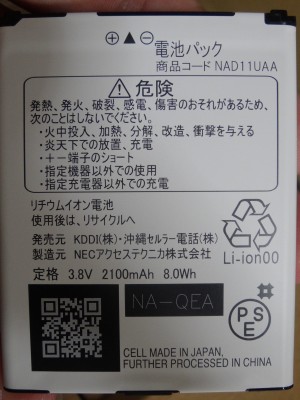 ⊕ ▲ ⊖
電池パック
商品コード NAD11UAA
⚠危険
発熱、発火、破裂、感電、傷害のおそれがあるため、
次のことはしないでください。
・火中投入、加熱、分解、改造、衝撃を与える
・炎天下での放置、充電
・＋－端子のショート
・指定機器以外での使用
・指定充電器以外での充電
リチウムイオン電池
使用後は、リサイクルへ
発売元 KDDI(株)・沖縄セルラー電話(株)
製造元 NECアクセステクニカ株式会社
Li-ion00
定格 3.8V 2100mAh 8.0Wh
NA-QEA
PSE
CELL MADE IN JAPAN,
FURTHER PROCESSED IN CHINA